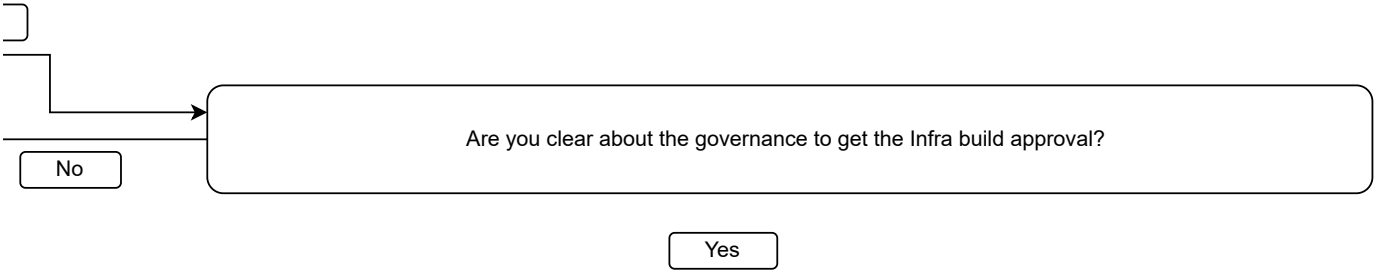 Are you clear about the governance to get the Infra build approval?
No
Yes